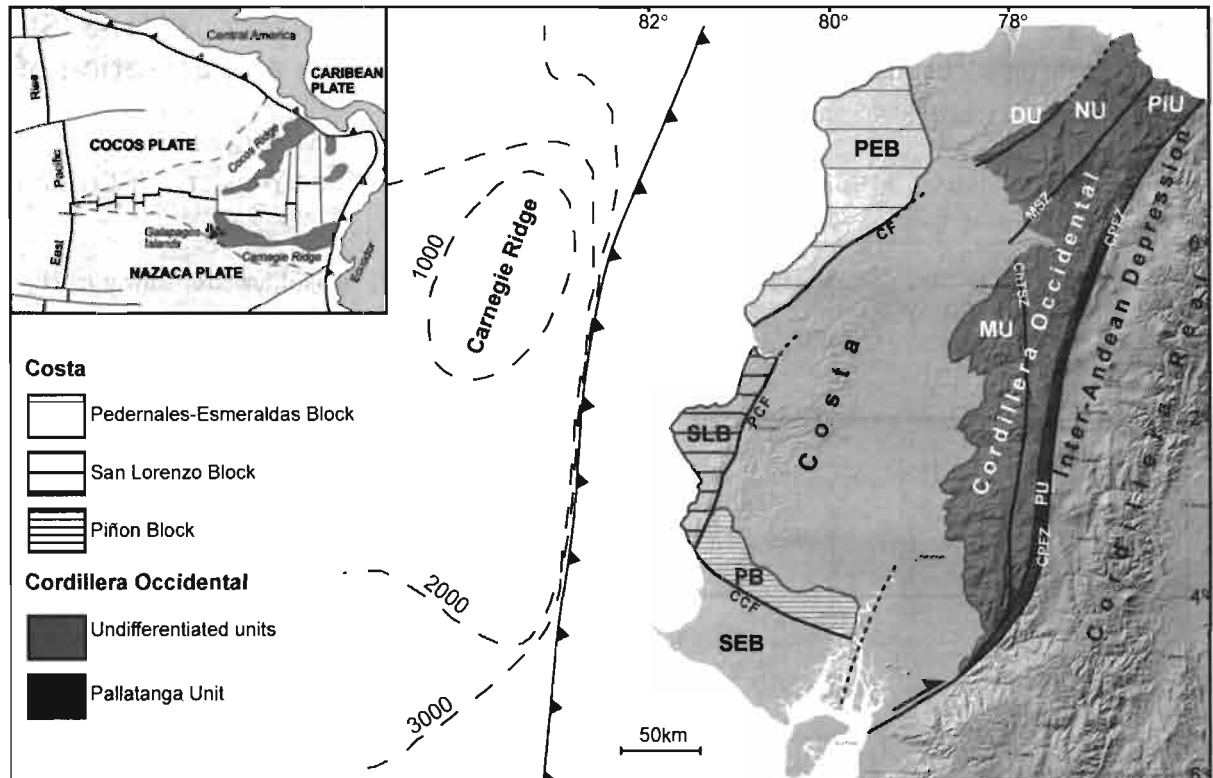 82°
80°
78°
Central America
CARIBEAN
PLATE
Rise
COCOS PLATE
Cocos Ridge
Pacific
Galapagos
Islands
East
Carnegie Ridge
Ecuador
NAZACA PLATE
1000
Carnegie Ridge
2000
3000
PEB
CF
DU
NU
PIU
MSZ
CPFZ
MU
Cordillera Occidental
Inter-Andean Depression
Cordillera Real
Costa
PCF
SLB
PU
CPFZ
PB
CCF
SEB
50km
Costa
Pedernales-Esmeraldas Block
San Lorenzo Block
Piñon Block
Cordillera Occidental
Undifferentiated units
Pallatanga Unit